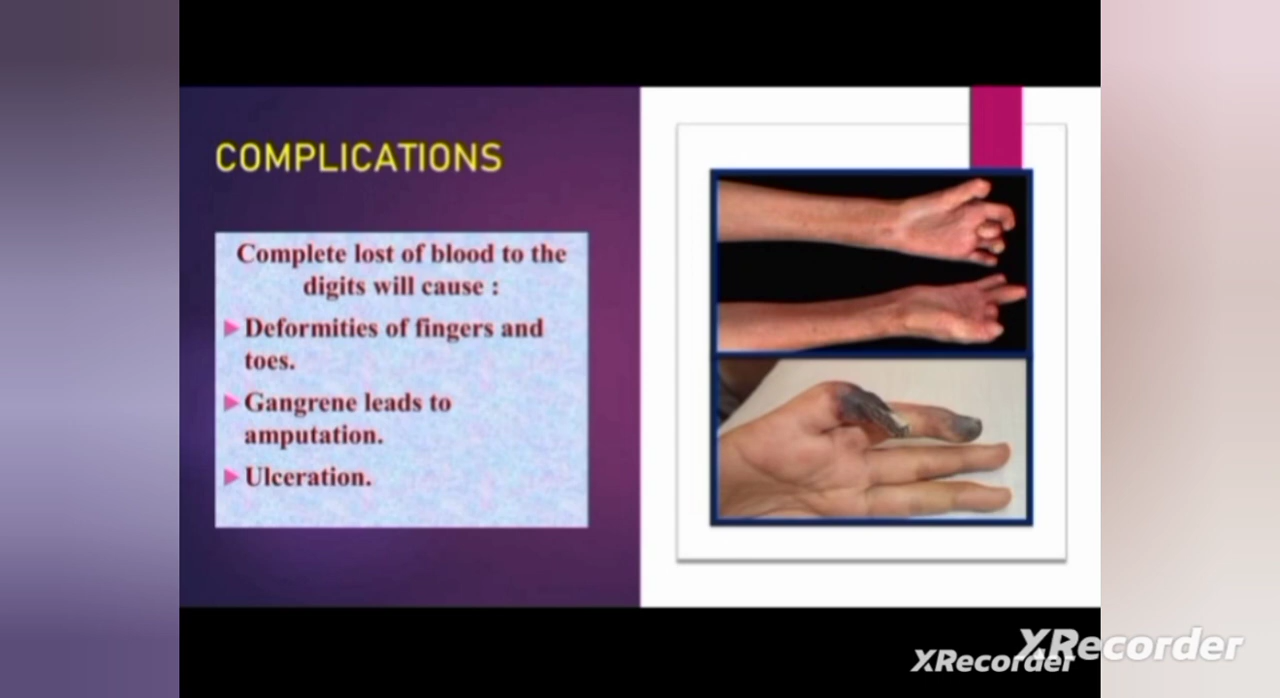 COMPLICATIONS
Complete lost of blood to the
digits will cause :
Deformities of fingers and
toes.
Gangrene leads to
amputation.
Ulceration.
XRecorder
XRecorder